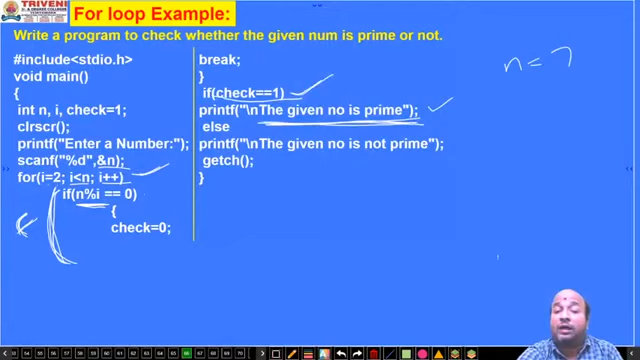 TRIVENI
For loop Example:
Write a program to check whether the given num is prime or not.
#include<stdio.h>
void main()
{
int n, i, check=1;
clrscr();
printf("Enter a Number:");
scanf("%d",&n);
for(i=2; i<n; i++)
if(n%i == 0)
{
check=0;
break;
}
if(check==1)
printf("\nThe given no is prime");
else
printf("\nThe given no is not prime");
getch();
}
n = 7